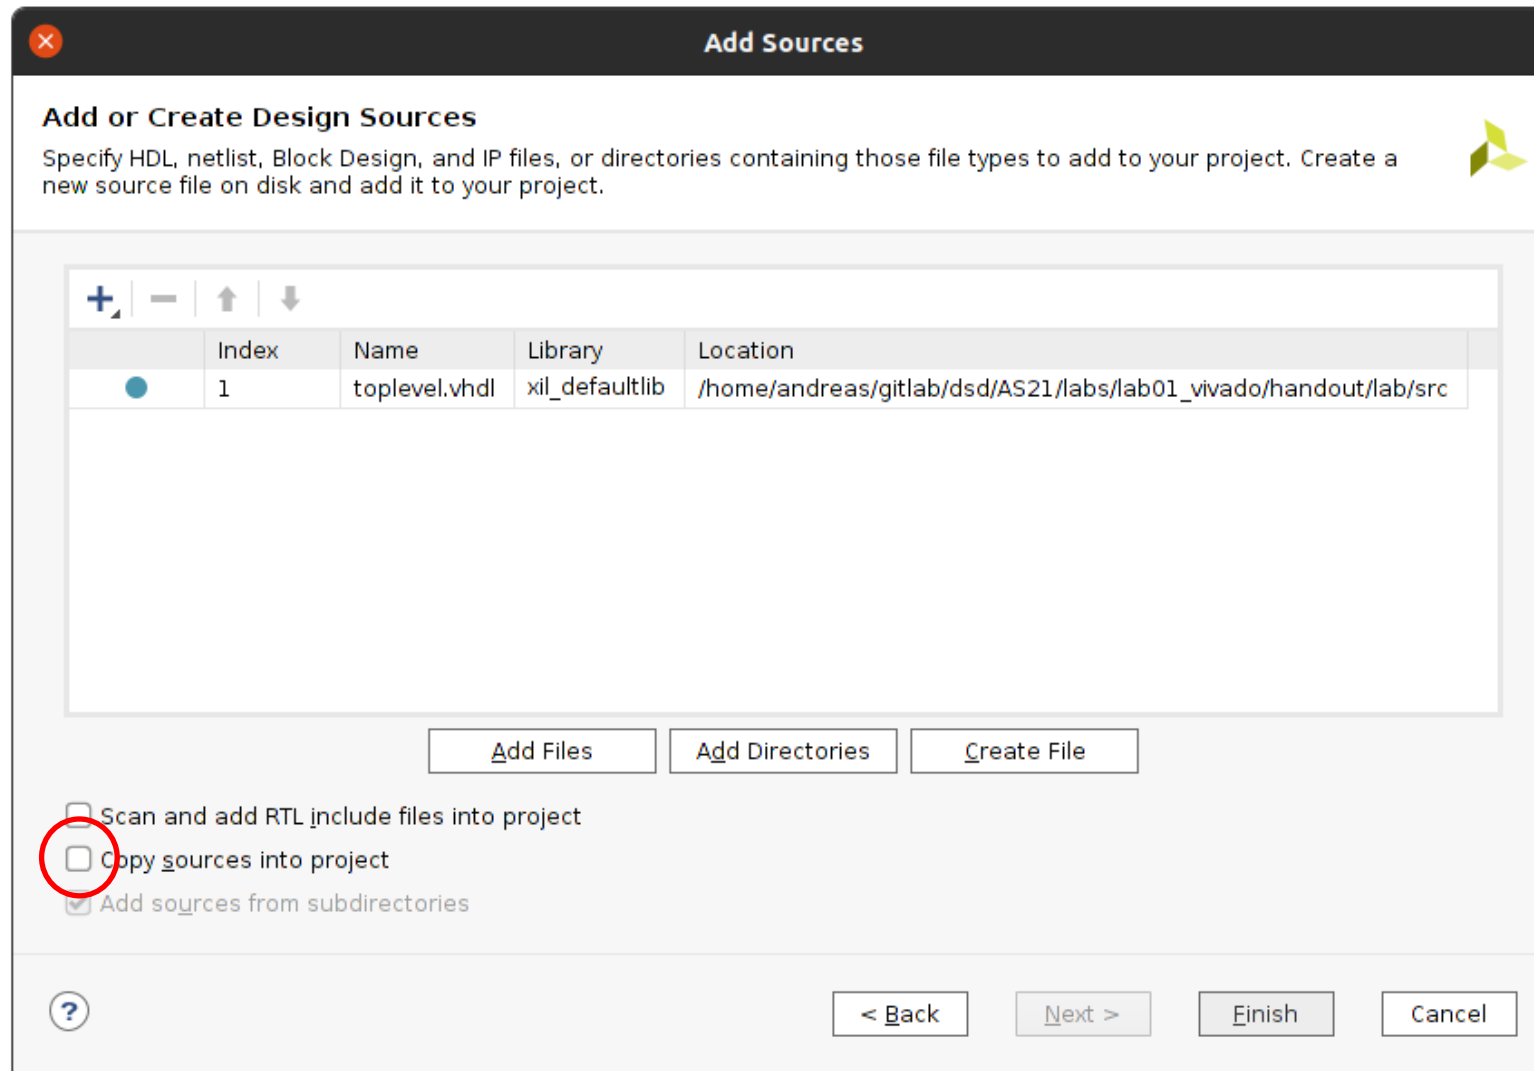 Add Sources
Add or Create Design Sources
Specify HDL, netlist, Block Design, and IP files, or directories containing those file types to add to your project. Create a
new source file on disk and add it to your project.
Index Name Library Location
1 toplevel.vhdl xil_defaultlib /home/andreas/gitlab/dsd/AS21/labs/lab01_vivado/handout/lab/src
Add Files Add Directories Create File
Scan and add RTL include files into project
Copy sources into project
Add sources from subdirectories
? < Back Next > Finish Cancel